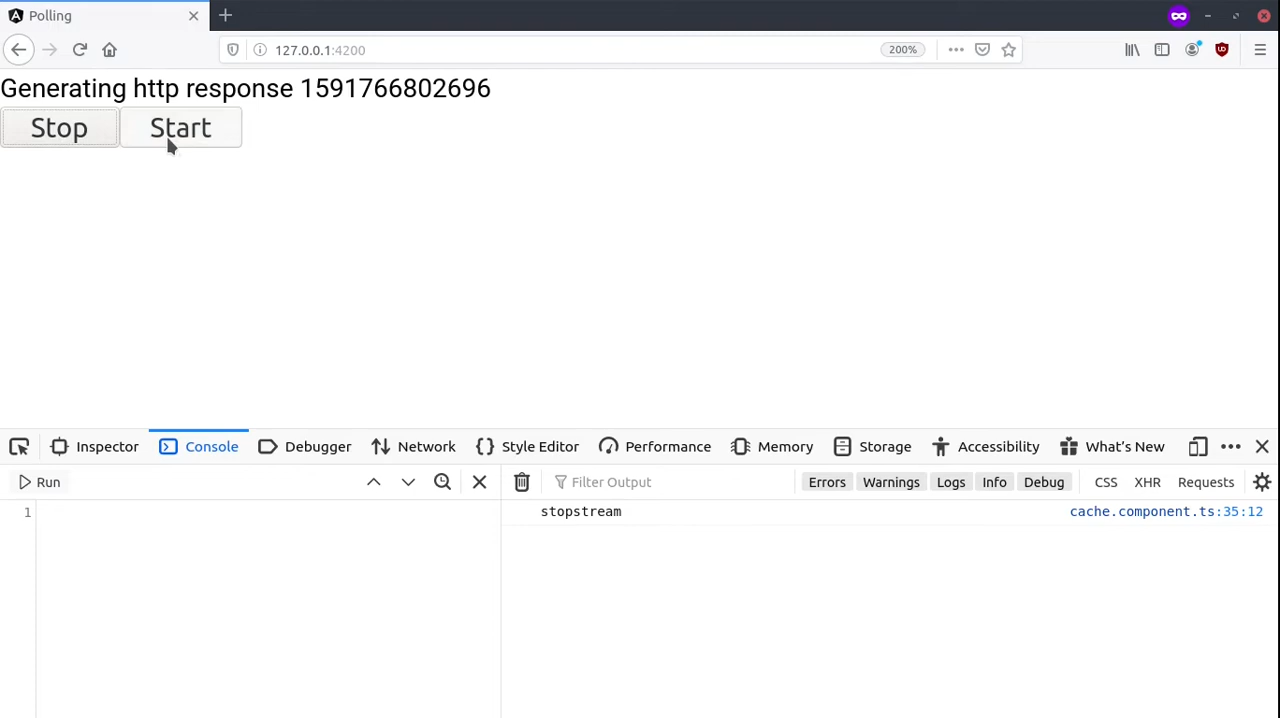 Polling
127.0.0.1:4200
200%
Generating http response 1591766802696
Stop Start
Inspector Console Debugger Network Style Editor Performance Memory Storage Accessibility What's New
Run
Filter Output Errors Warnings Logs Info Debug CSS XHR Requests
1
stopstream cache.component.ts:35:12